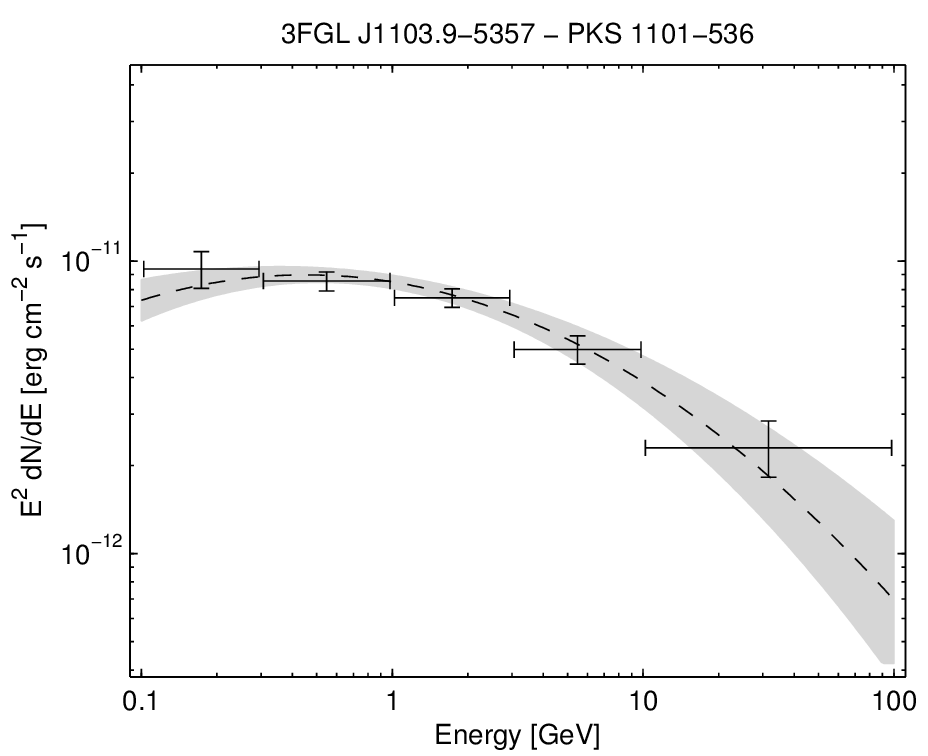 3FGL J1103.9−5357 − PKS 1101−536
E² dN/dE [erg cm⁻² s⁻¹]
10⁻¹¹
10⁻¹²
0.1 1 10 100
Energy [GeV]